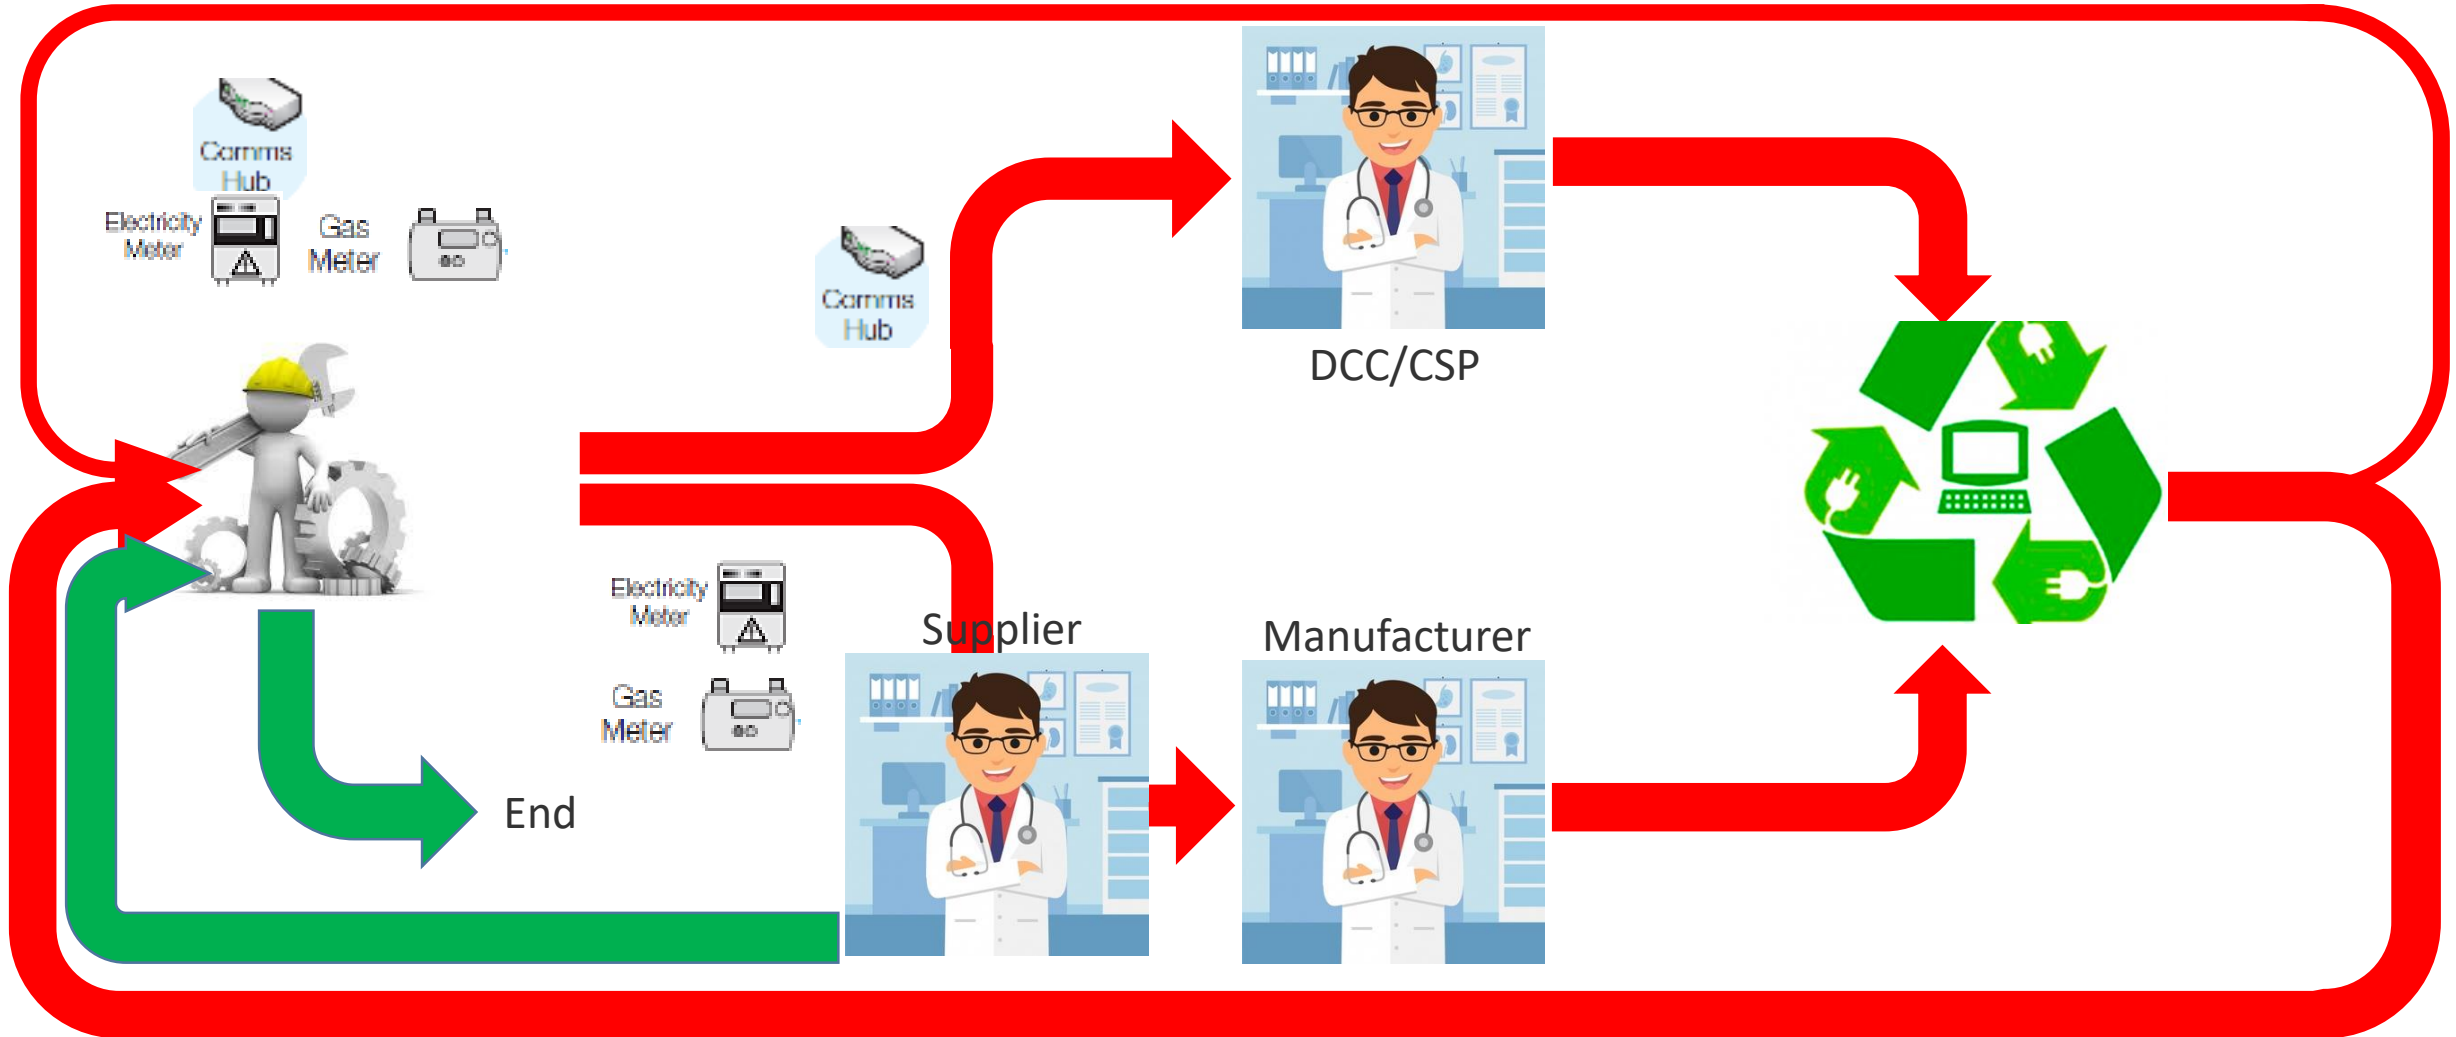 Comms
Hub
Electricity
Meter
Gas
Meter
Comms
Hub
DCC/CSP
Electricity
Meter
Gas
Meter
Supplier
Manufacturer
End